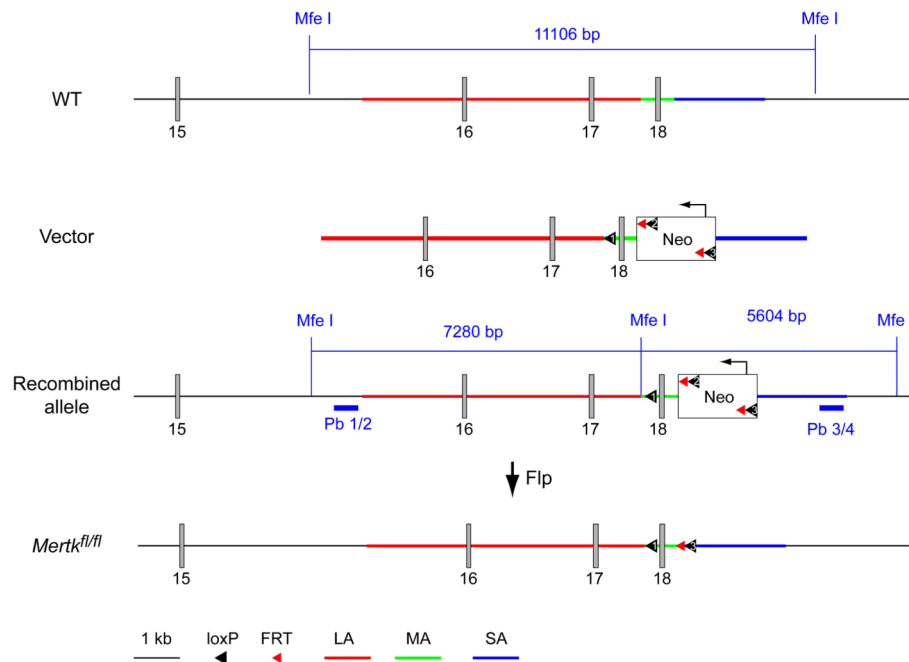 Mfe I Mfe I
11106 bp
WT
15 16 17 18
Vector
Neo
16 17 18
Mfe I Mfe I Mfe
7280 bp 5604 bp
Recombined
allele
Neo
15 16 17 18
Pb 1/2 Pb 3/4
Flp
Mertk^fl/fl
15 16 17 18
1 kb loxP FRT LA MA SA